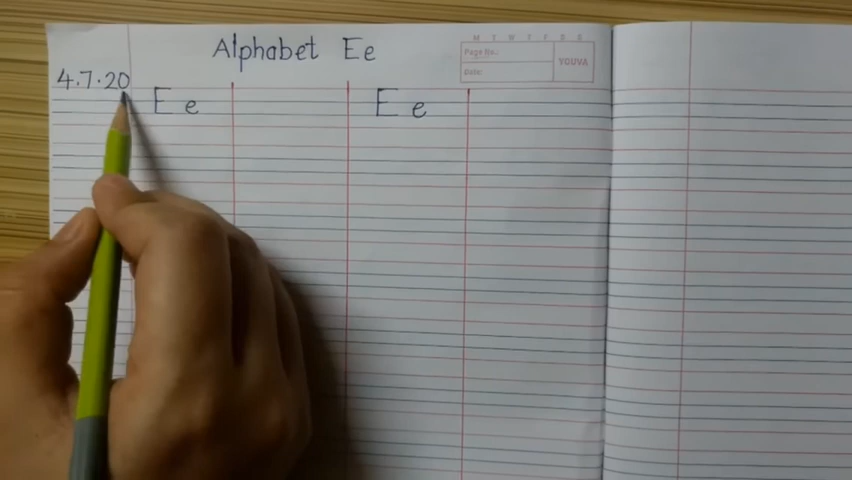 Alphabet Ee
M T W T F S S
Page No.:
Date:
YOUVA
4.7.20
E e
E e